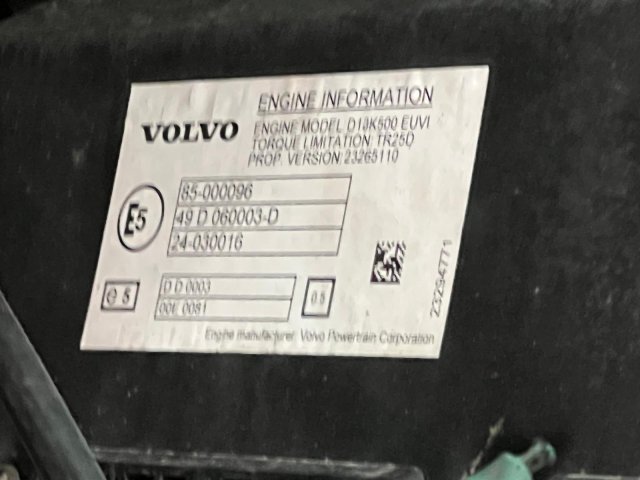 ENGINE INFORMATION
VOLVO
ENGINE MODEL D13K500 EUVI
TORQUE LIMITATION: TR25D
PROP. VERSION:23265110
E5
85-000096
49 D 060003-D
24-030016
e 5
D D 0003
00E 0081
0.5
23294771
Engine manufacturer Volvo Powertrain Corporation